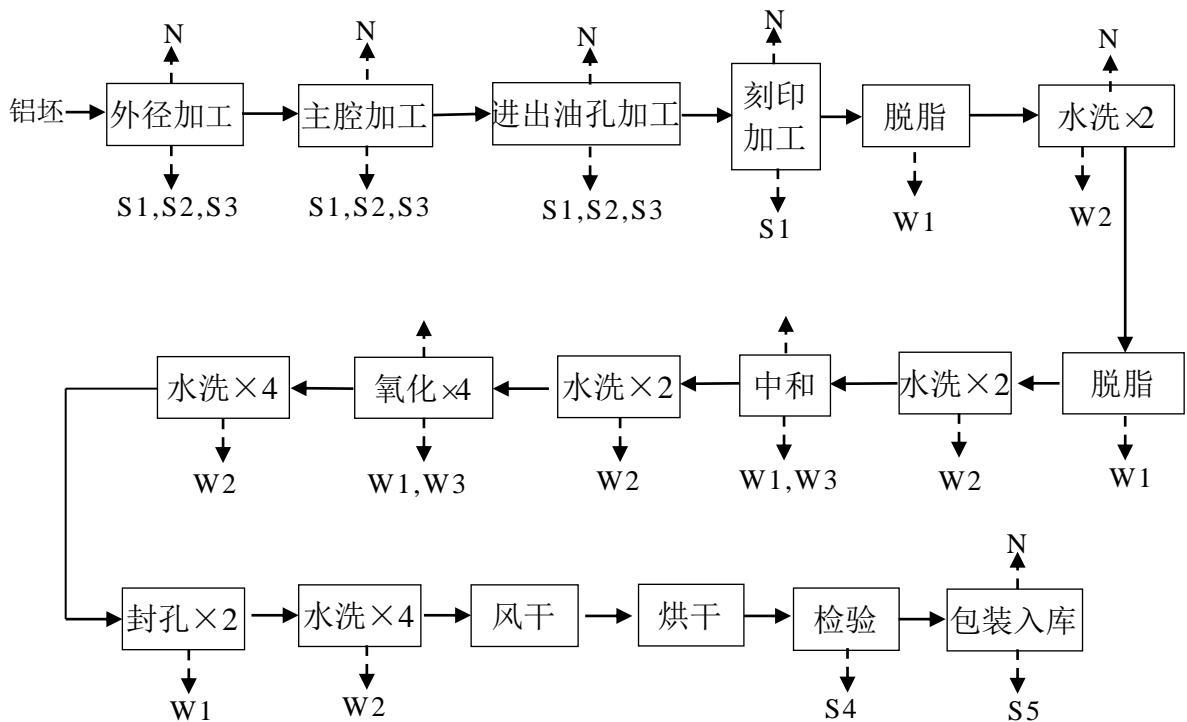 N N N N N
铝坯 外径加工 主腔加工 进出油孔加工 刻印 脱脂 水洗×2
加工
S1,S2,S3 S1,S2,S3 S1,S2,S3 S1 W1 W2
水洗×4 氧化×4 水洗×2 中和 水洗×2 脱脂
W2 W1,W3 W2 W1,W3 W2 W1
N
封孔×2 水洗×4 风干 烘干 检验 包装入库
W1 W2 S4 S5